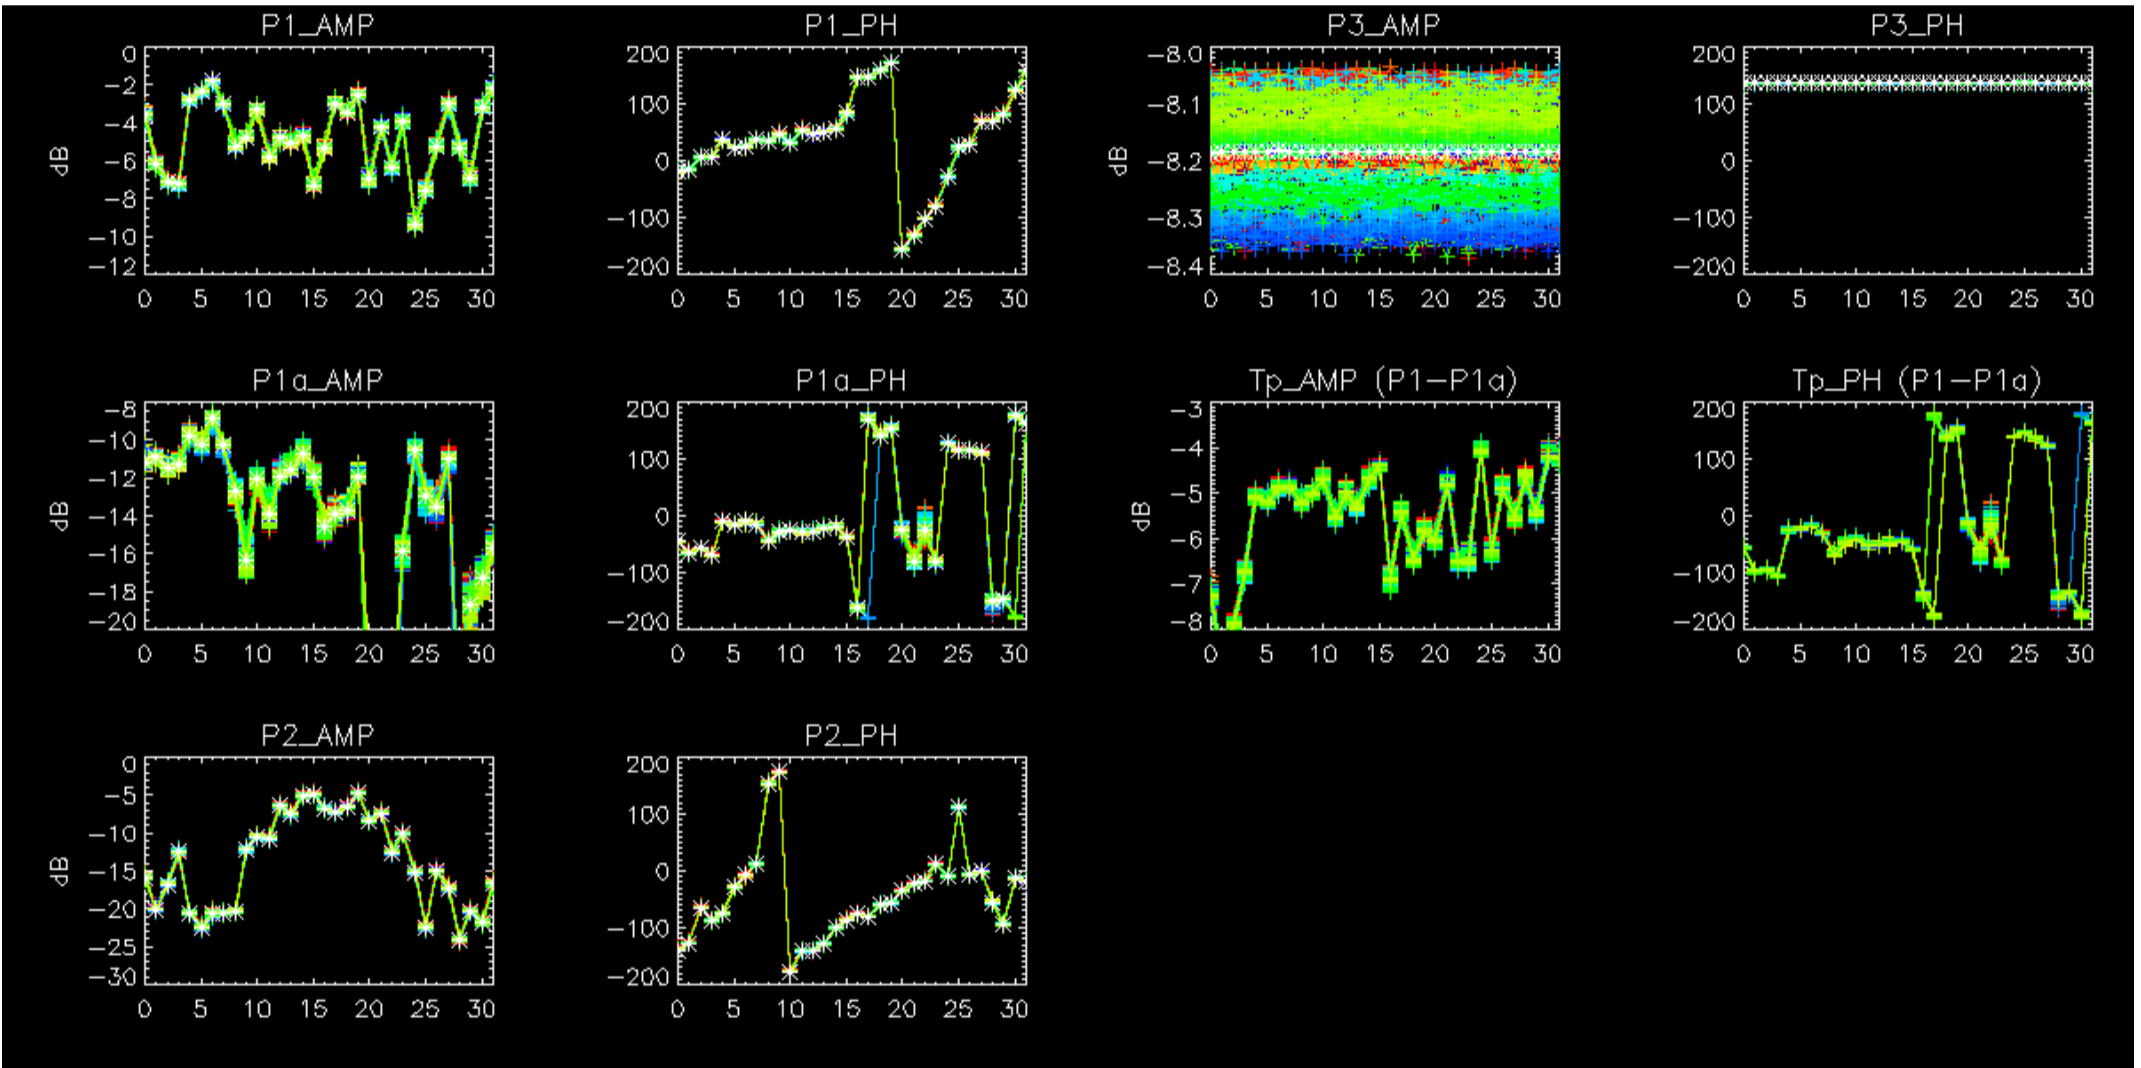 P1_AMP
0
−2
−4
−6
−8
−10
−12
dB
0 5 10 15 20 25 30
P1_PH
200
100
0
−100
−200
0 5 10 15 20 25 30
P3_AMP
−8.0
−8.1
−8.2
−8.3
−8.4
dB
0 5 10 15 20 25 30
P3_PH
200
100
0
−100
−200
0 5 10 15 20 25 30
P1a_AMP
−8
−10
−12
−14
−16
−18
−20
dB
0 5 10 15 20 25 30
P1a_PH
200
100
0
−100
−200
0 5 10 15 20 25 30
Tp_AMP (P1−P1a)
−3
−4
−5
−6
−7
−8
dB
0 5 10 15 20 25 30
Tp_PH (P1−P1a)
200
100
0
−100
−200
0 5 10 15 20 25 30
P2_AMP
0
−5
−10
−15
−20
−25
−30
dB
0 5 10 15 20 25 30
P2_PH
200
100
0
−100
−200
0 5 10 15 20 25 30